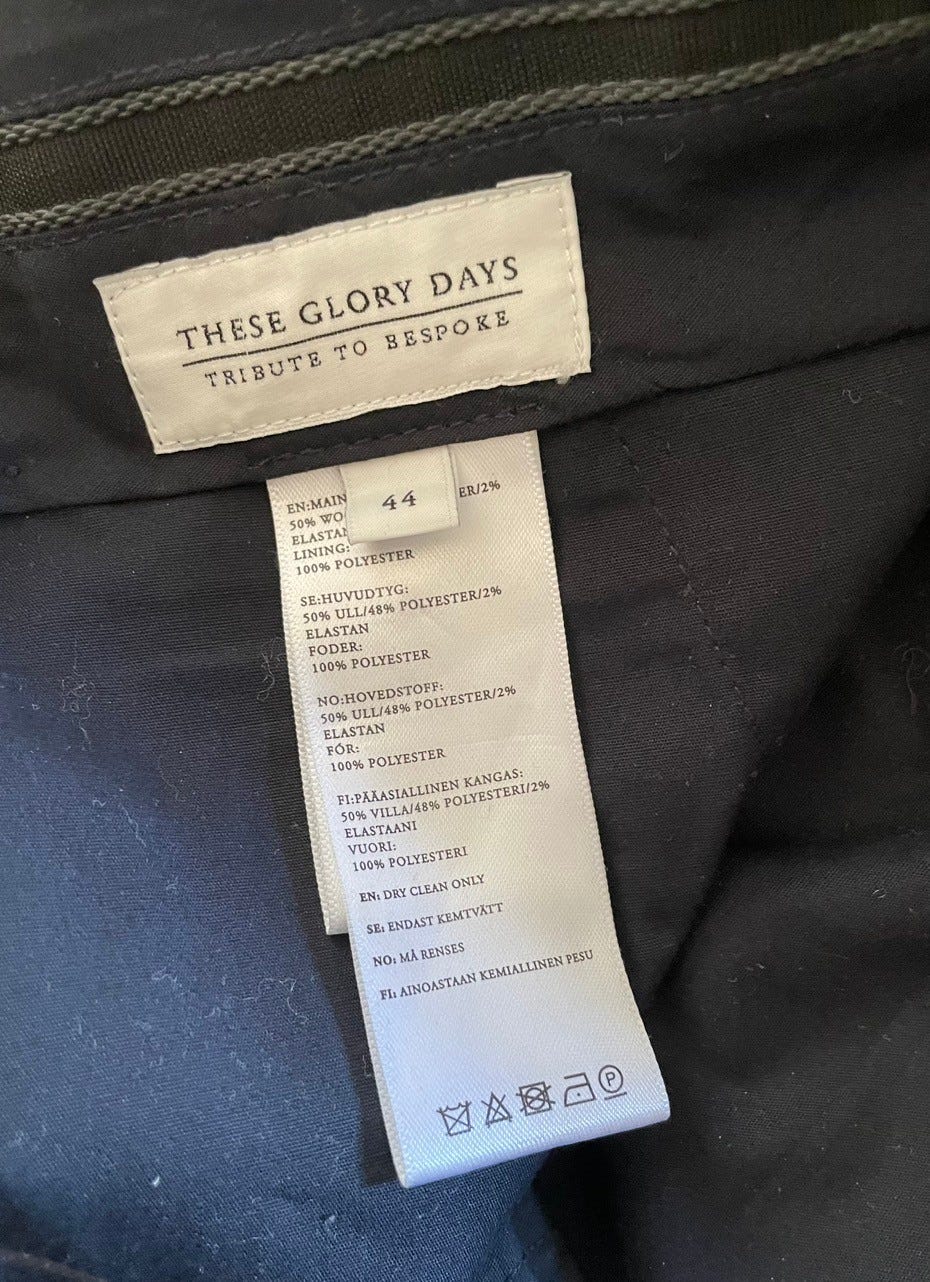 THESE GLORY DAYS
TRIBUTE TO BESPOKE
44
EN:MAIN ER/2%
50% WO
ELASTAN
LINING:
100% POLYESTER
SE:HUVUDTYG:
50% ULL/48% POLYESTER/2%
ELASTAN
FODER:
100% POLYESTER
NO:HOVEDSTOFF:
50% ULL/48% POLYESTER/2%
ELASTAN
FÓR:
100% POLYESTER
FI:PÄÄASIALLINEN KANGAS:
50% VILLA/48% POLYESTERI/2%
ELASTAANI
VUORI:
100% POLYESTERI
EN: DRY CLEAN ONLY
SE: ENDAST KEMTVÄTT
NO: MÅ RENSES
FI: AINOASTAAN KEMIALLINEN PESU
P